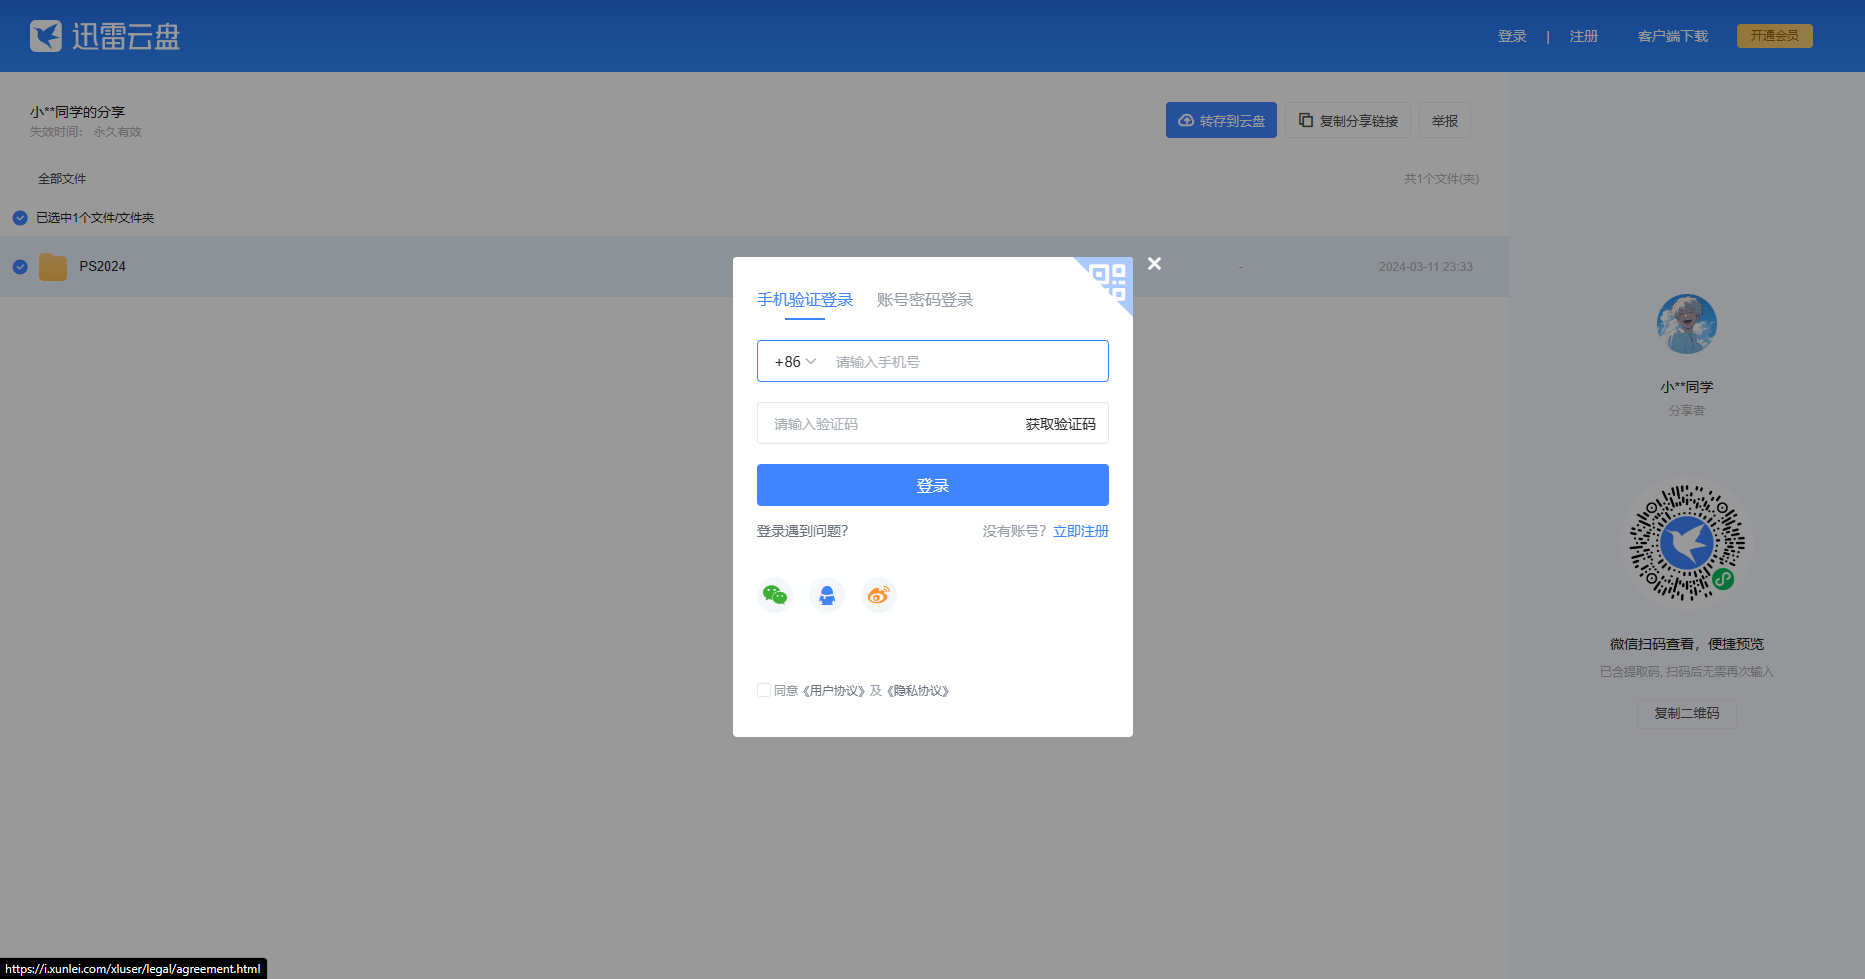 迅雷云盘
登录 | 注册 客户端下载 开通会员
小**同学的分享
失效时间: 永久有效
转存到云盘 复制分享链接 举报
全部文件 共1个文件(夹)
已选中1个文件/文件夹
PS2024 - 2024-03-11 23:33
手机验证登录 账号密码登录
+86 请输入手机号
请输入验证码 获取验证码
登录
登录遇到问题? 没有账号? 立即注册
同意《用户协议》及《隐私协议》
小**同学
分享者
微信扫码查看，便捷预览
已含提取码, 扫码后无需再次输入
复制二维码
https://i.xunlei.com/xluser/legal/agreement.html